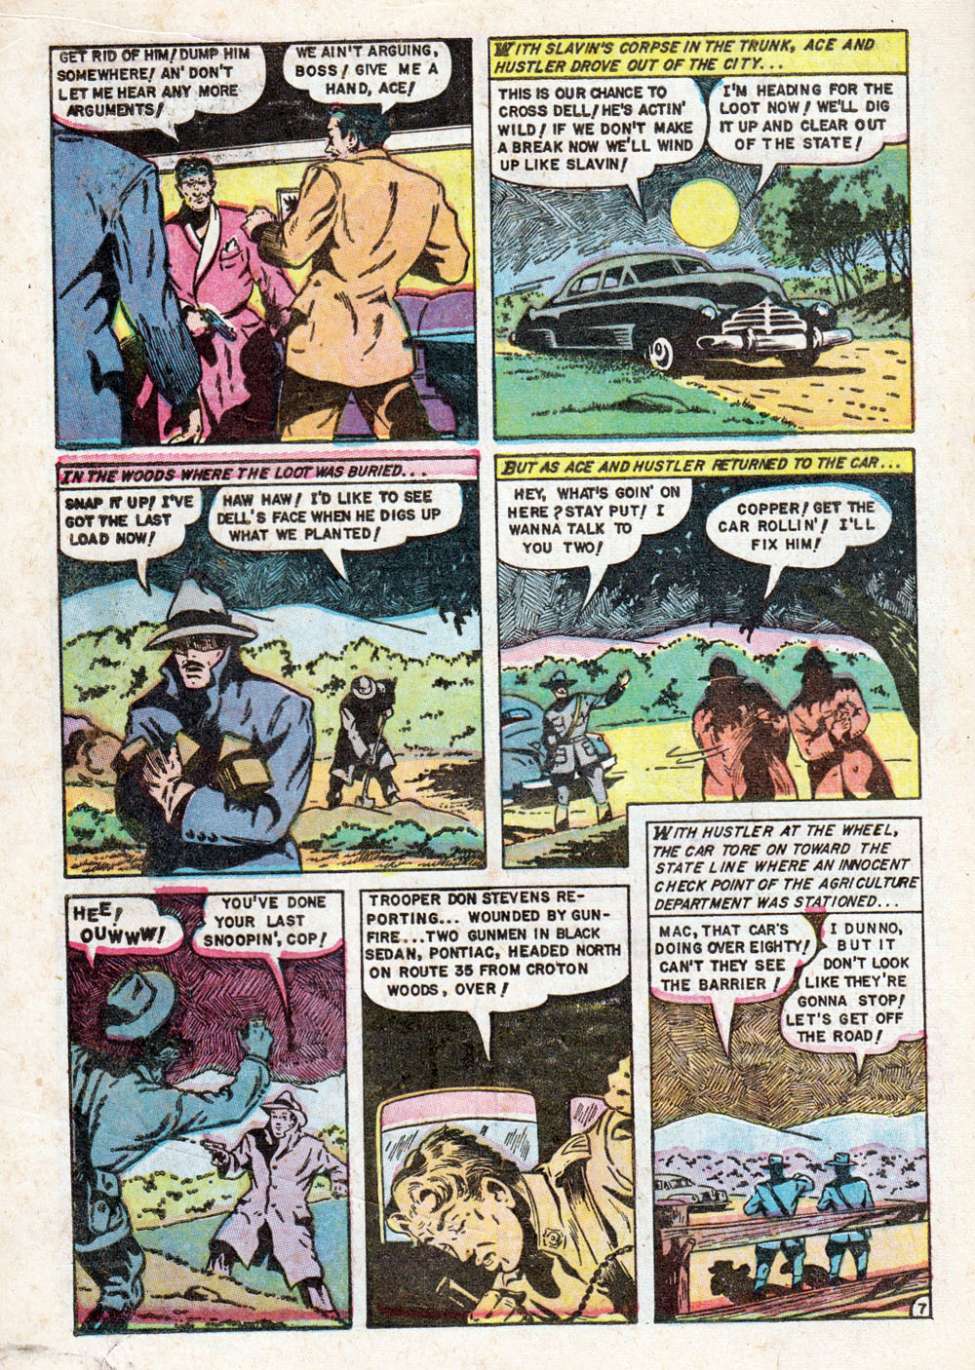 GET RID OF HIM! DUMP HIM
SOMEWHERE! AN' DON'T
LET ME HEAR ANY MORE
ARGUMENTS!
WE AIN'T ARGUING,
BOSS! GIVE ME A
HAND, ACE!
WITH SLAVIN'S CORPSE IN THE TRUNK, ACE AND
HUSTLER DROVE OUT OF THE CITY...
THIS IS OUR CHANCE TO
CROSS DELL! HE'S ACTIN'
WILD! IF WE DON'T MAKE
A BREAK NOW WE'LL WIND
UP LIKE SLAVIN!
I'M HEADING FOR THE
LOOT NOW! WE'LL DIG
IT UP AND CLEAR OUT
OF THE STATE!
IN THE WOODS WHERE THE LOOT WAS BURIED...
SNAP IT UP! I'VE
GOT THE LAST
LOAD NOW!
HAW HAW! I'D LIKE TO SEE
DELL'S FACE WHEN HE DIGS UP
WHAT WE PLANTED!
BUT AS ACE AND HUSTLER RETURNED TO THE CAR...
HEY, WHAT'S GOIN' ON
HERE? STAY PUT! I
WANNA TALK TO
YOU TWO!
COPPER! GET THE
CAR ROLLIN'! I'LL
FIX HIM!
HEE!
OUWWW!
YOU'VE DONE
YOUR LAST
SNOOPIN', COP!
TROOPER DON STEVENS RE-
PORTING... WOUNDED BY GUN-
FIRE... TWO GUNMEN IN BLACK
SEDAN, PONTIAC, HEADED NORTH
ON ROUTE 35 FROM CROTON
WOODS, OVER!
WITH HUSTLER AT THE WHEEL,
THE CAR TORE ON TOWARD THE
STATE LINE WHERE AN INNOCENT
CHECK POINT OF THE AGRICULTURE
DEPARTMENT WAS STATIONED...
MAC, THAT CAR'S
DOING OVER EIGHTY!
CAN'T THEY SEE
THE BARRIER!
I DUNNO,
BUT IT
DON'T LOOK
LIKE THEY'RE
GONNA STOP!
LET'S GET OFF
THE ROAD!
7